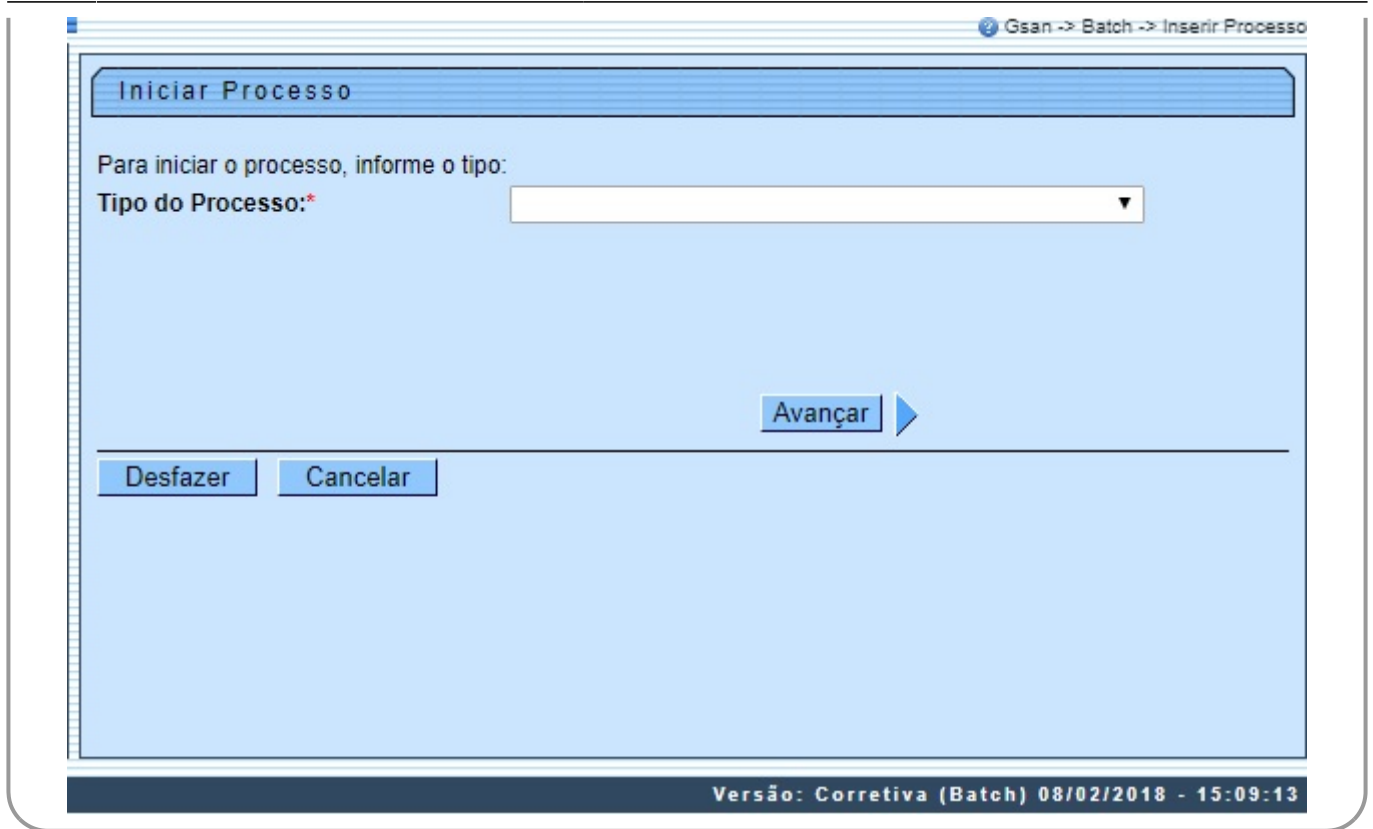 Gsan -> Batch -> Inserir Processo
Iniciar Processo
Para iniciar o processo, informe o tipo:
Tipo do Processo:*
Avançar
Desfazer Cancelar
Versão: Corretiva (Batch) 08/02/2018 - 15:09:13